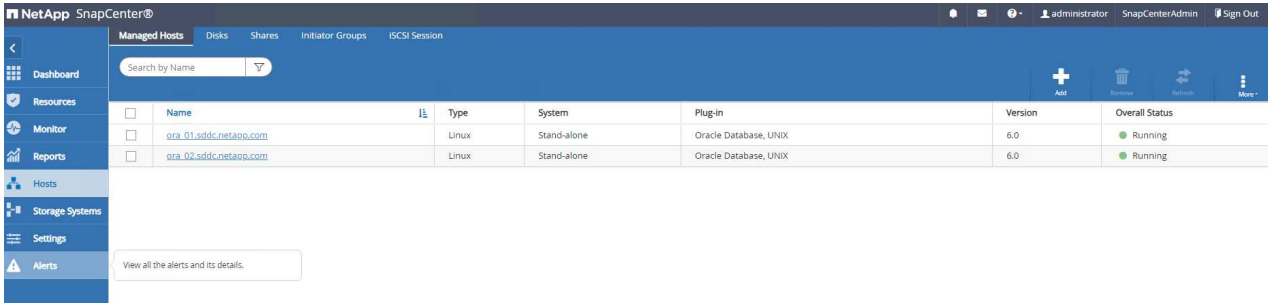 NetApp SnapCenter® administrator SnapCenterAdmin Sign Out
Managed Hosts Disks Shares Initiator Groups iSCSI Session
Search by Name
Dashboard
Resources
Monitor
Reports
Hosts
Storage Systems
Settings
Alerts
Add Remove Refresh More
Name Type System Plug-in Version Overall Status
ora_01.sddc.netapp.com Linux Stand-alone Oracle Database, UNIX 6.0 Running
ora_02.sddc.netapp.com Linux Stand-alone Oracle Database, UNIX 6.0 Running
View all the alerts and its details.